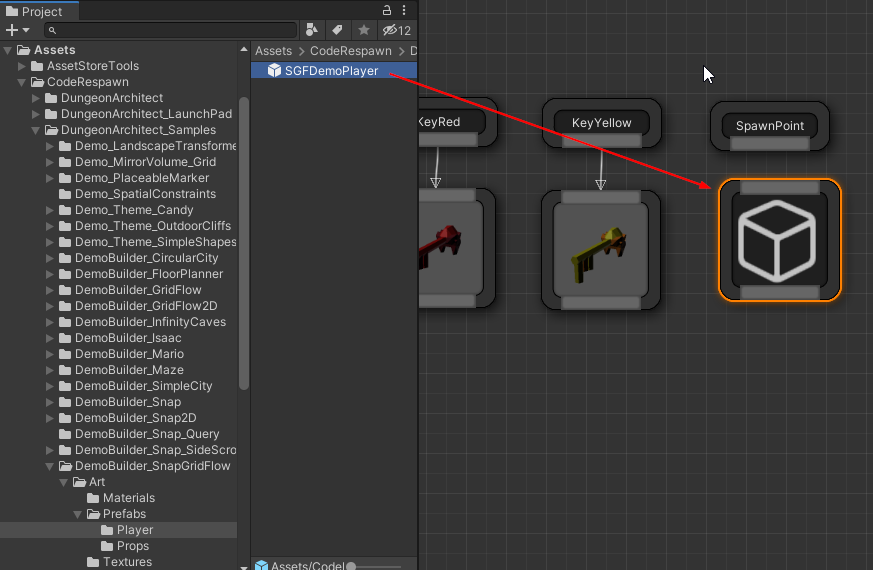 Project
12
Assets
AssetStoreTools
CodeRespawn
DungeonArchitect
DungeonArchitect_LaunchPad
DungeonArchitect_Samples
Demo_LandscapeTransforme
Demo_MirrorVolume_Grid
Demo_PlaceableMarker
Demo_SpatialConstraints
Demo_Theme_Candy
Demo_Theme_OutdoorCliffs
Demo_Theme_SimpleShapes
DemoBuilder_CircularCity
DemoBuilder_FloorPlanner
DemoBuilder_GridFlow
DemoBuilder_GridFlow2D
DemoBuilder_InfinityCaves
DemoBuilder_Isaac
DemoBuilder_Mario
DemoBuilder_Maze
DemoBuilder_SimpleCity
DemoBuilder_Snap
DemoBuilder_Snap2D
DemoBuilder_Snap_Query
DemoBuilder_Snap_SideScro
DemoBuilder_SnapGridFlow
Art
Materials
Prefabs
Player
Props
Textures
Assets > CodeRespawn > D
SGFDemoPlayer
Assets/Codel
KeyRed
KeyYellow
SpawnPoint